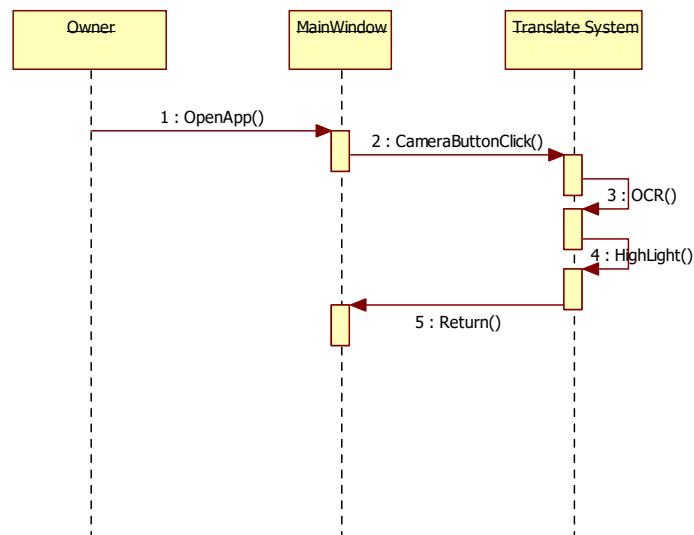 Owner
MainWindow
Translate System
1 : OpenApp()
2 : CameraButtonClick()
3 : OCR()
4 : HighLight()
5 : Return()